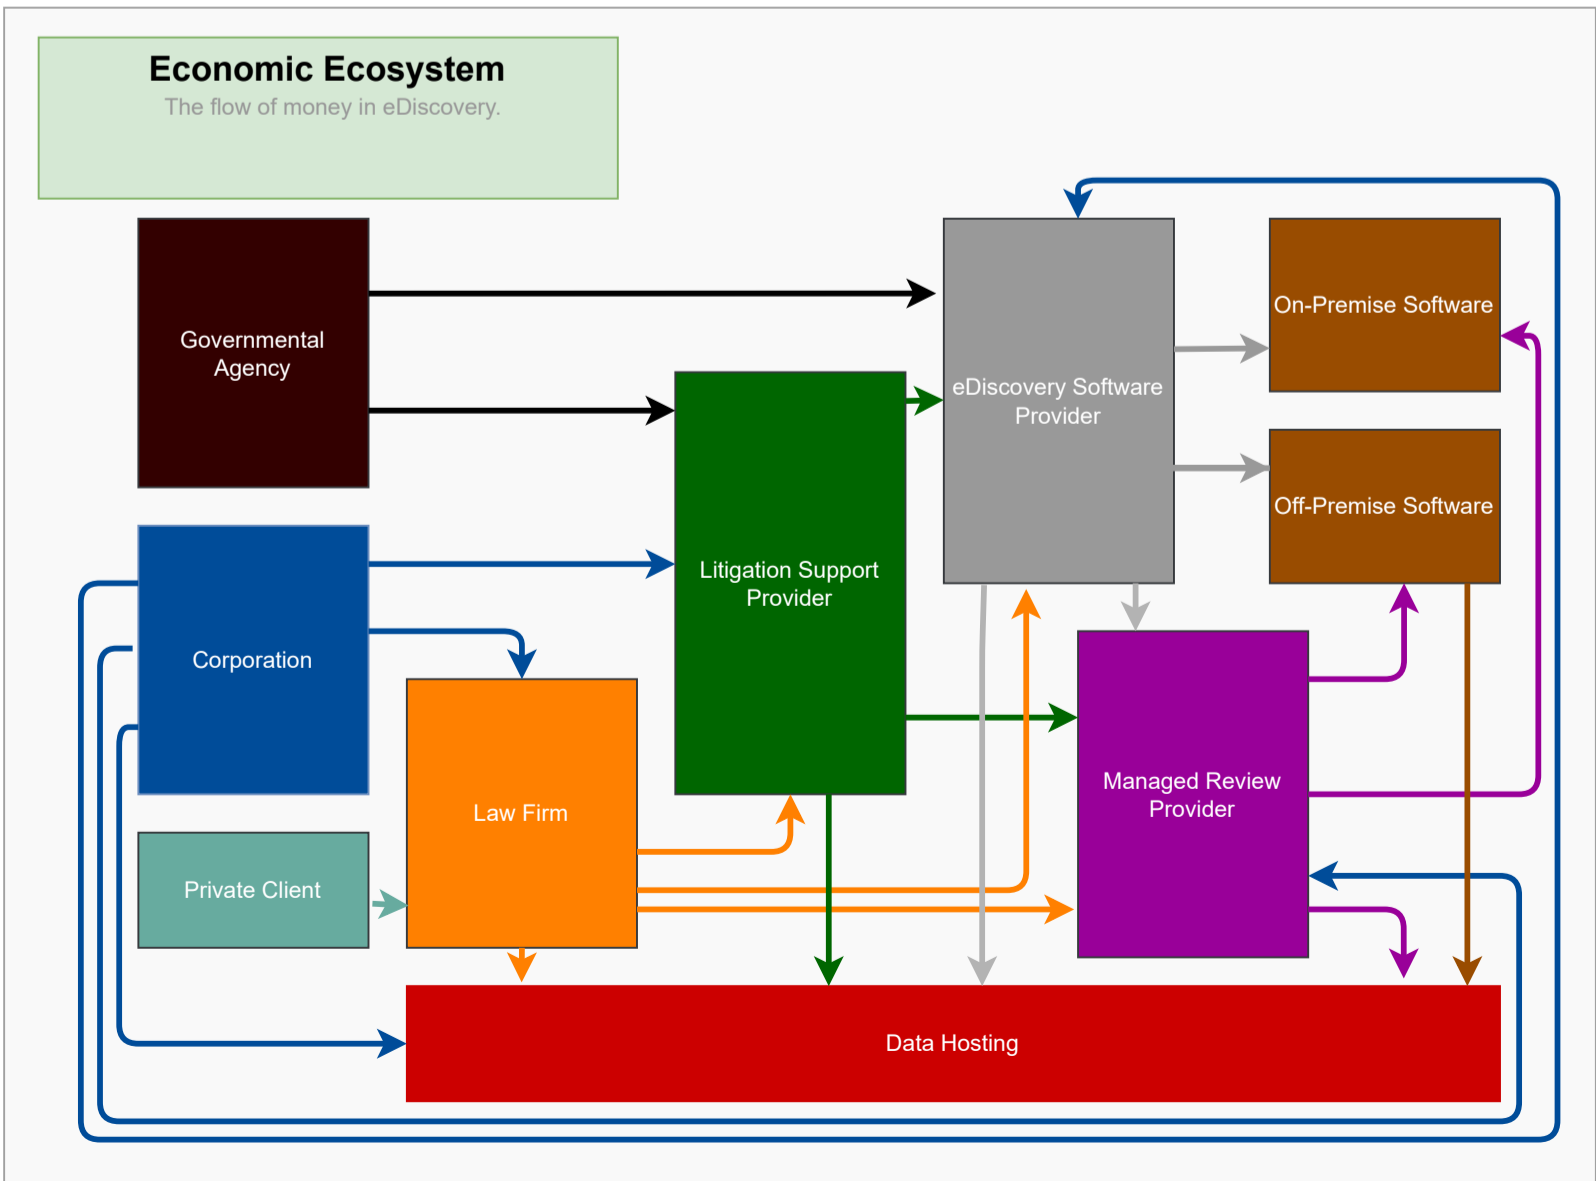 Economic Ecosystem
The flow of money in eDiscovery.
Governmental
Agency
On-Premise Software
eDiscovery Software
Provider
Off-Premise Software
Litigation Support
Provider
Corporation
Managed Review
Provider
Law Firm
Private Client
Data Hosting